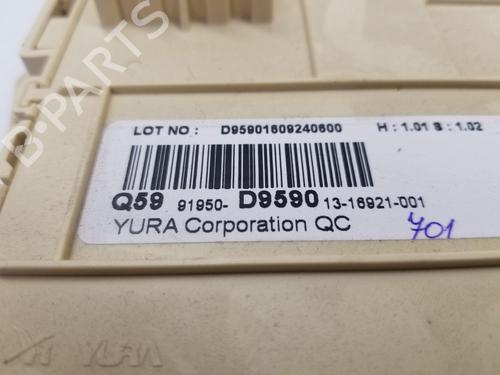 LOT NO : D95901609240600 H : 1.01 S : 1.02
Q59 91950- D9590 13-16921-001
YURA Corporation QC
701
YURA
B-Parts